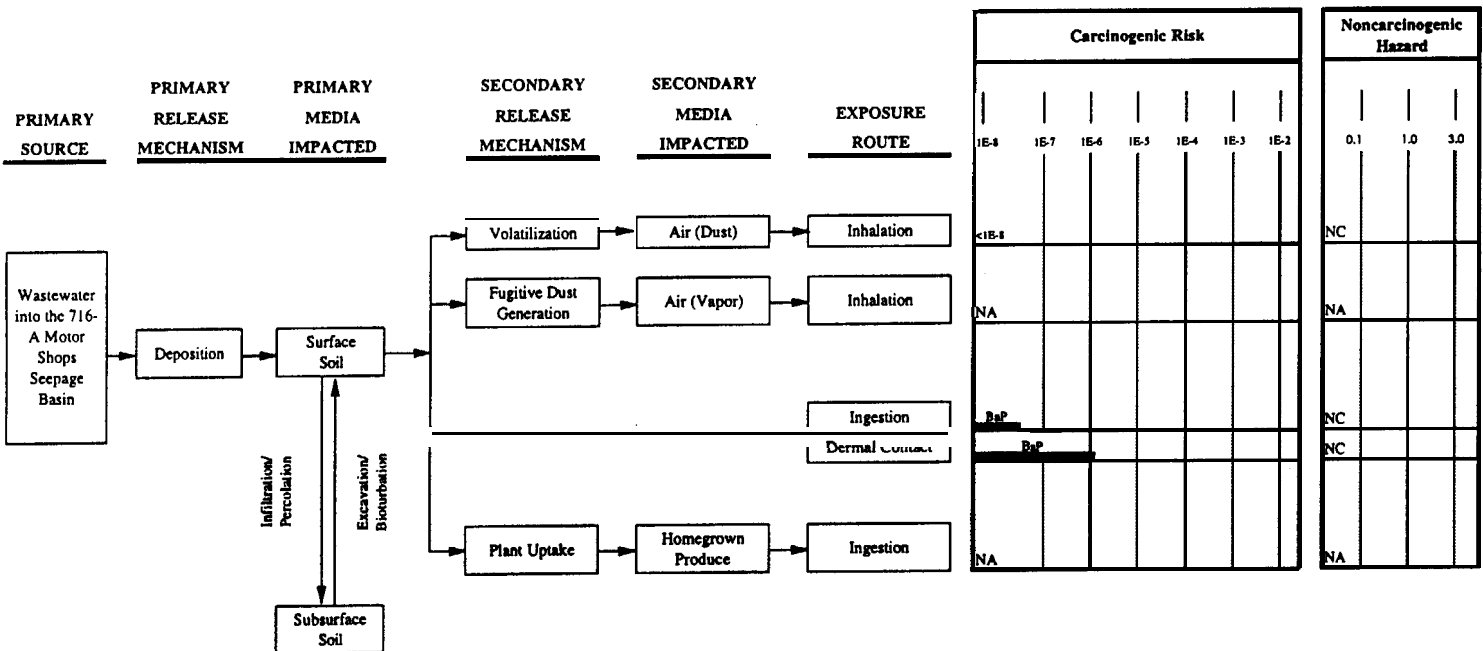 Carcinogenic Risk
Noncarcinogenic
Hazard
PRIMARY
SOURCE
PRIMARY
RELEASE
MECHANISM
PRIMARY
MEDIA
IMPACTED
SECONDARY
RELEASE
MECHANISM
SECONDARY
MEDIA
IMPACTED
EXPOSURE
ROUTE
1E-8 1E-7 1E-6 1E-5 1E-4 1E-3 1E-2
0.1 1.0 3.0
Volatilization
Air (Dust)
Inhalation
<1E-8
NC
Fugitive Dust
Generation
Air (Vapor)
Inhalation
NA
NA
Wastewater
into the 716-
A Motor
Shops
Seepage
Basin
Deposition
Surface
Soil
Ingestion
BaP
NC
Dermal Contact
BaP
NC
Infiltration/
Percolation
Excavation/
Bioturbation
Plant Uptake
Homegrown
Produce
Ingestion
NA
NA
Subsurface
Soil